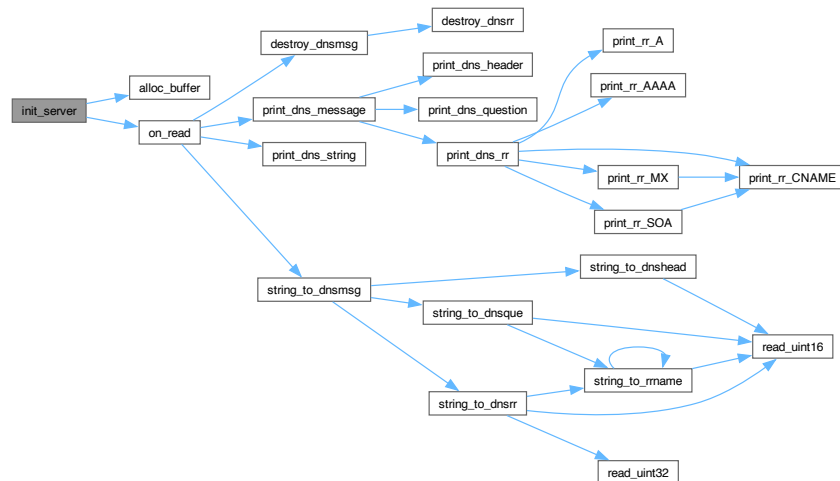 init_server
alloc_buffer
on_read
destroy_dnsmsg
destroy_dnsrr
print_dns_message
print_dns_header
print_dns_question
print_dns_string
print_dns_rr
print_rr_A
print_rr_AAAA
print_rr_MX
print_rr_CNAME
print_rr_SOA
string_to_dnsmsg
string_to_dnshead
string_to_dnsque
read_uint16
string_to_rrname
string_to_dnsrr
read_uint32